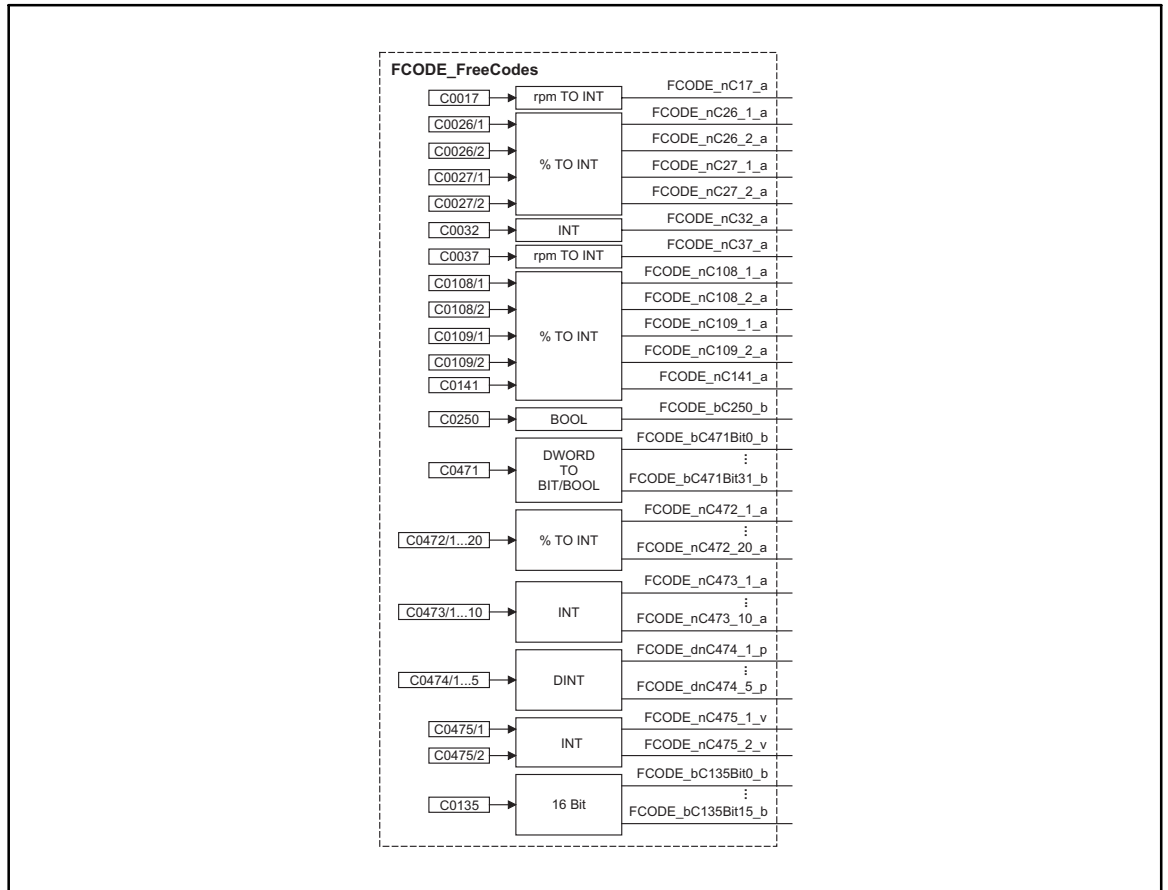 FCODE_FreeCodes
C0017 rpm TO INT FCODE_nC17_a
C0026/1 FCODE_nC26_1_a
C0026/2 FCODE_nC26_2_a
% TO INT
C0027/1 FCODE_nC27_1_a
C0027/2 FCODE_nC27_2_a
C0032 INT FCODE_nC32_a
C0037 rpm TO INT FCODE_nC37_a
C0108/1 FCODE_nC108_1_a
C0108/2 FCODE_nC108_2_a
C0109/1 % TO INT FCODE_nC109_1_a
C0109/2 FCODE_nC109_2_a
C0141 FCODE_nC141_a
C0250 BOOL FCODE_bC250_b
FCODE_bC471Bit0_b
DWORD
C0471 TO
BIT/BOOL FCODE_bC471Bit31_b
FCODE_nC472_1_a
C0472/1...20 % TO INT FCODE_nC472_20_a
FCODE_nC473_1_a
C0473/1...10 INT FCODE_nC473_10_a
FCODE_dnC474_1_p
C0474/1...5 DINT FCODE_dnC474_5_p
C0475/1 FCODE_nC475_1_v
INT
C0475/2 FCODE_nC475_2_v
FCODE_bC135Bit0_b
C0135 16 Bit FCODE_bC135Bit15_b